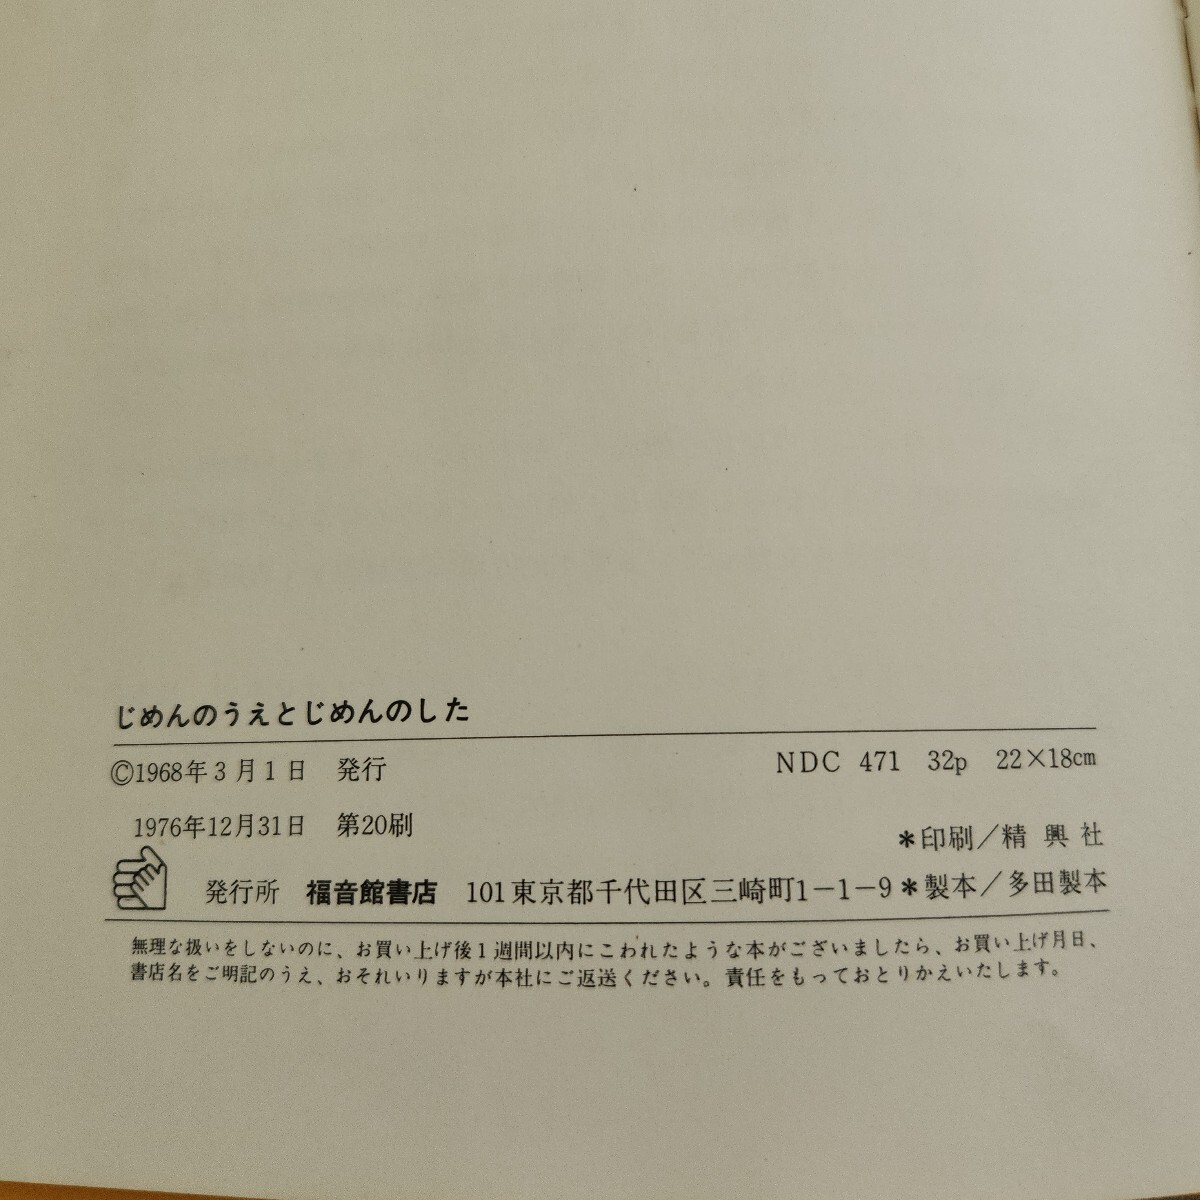 じめんのうえとじめんのした
©1968年3月1日 発行 NDC 471 32p 22×18cm
1976年12月31日 第20刷 *印刷／精興社
発行所 福音館書店 101東京都千代田区三崎町1-1-9 *製本／多田製本
無理な扱いをしないのに、お買い上げ後1週間以内にこわれたような本がございましたら、お買い上げ月日、
書店名をご明記のうえ、おそれいりますが本社にご返送ください。責任をもっておとりかえいたします。